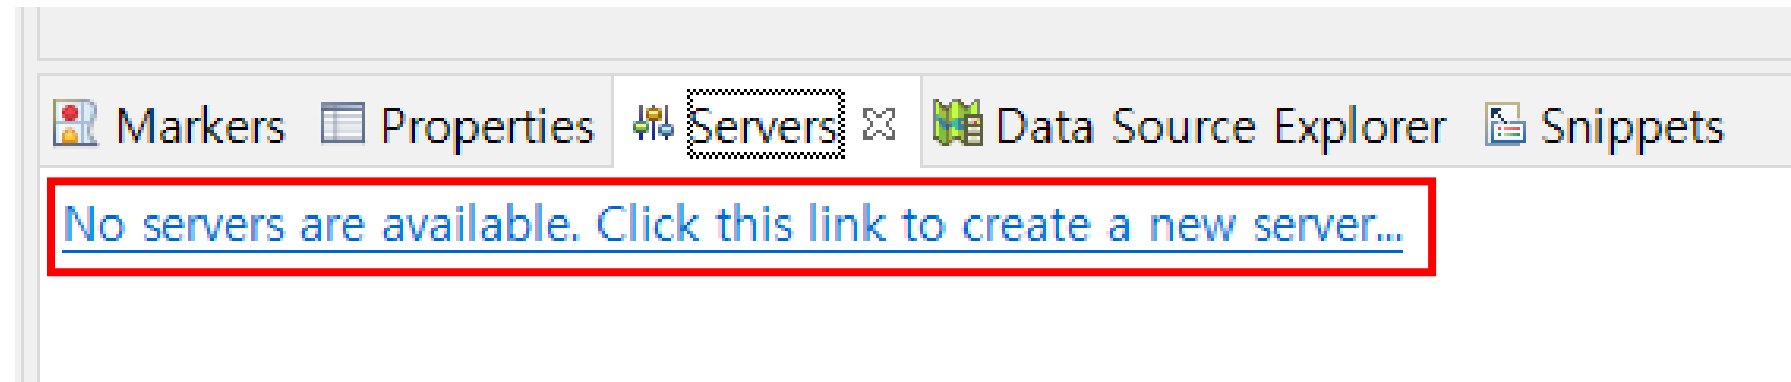 Markers Properties Servers Data Source Explorer Snippets
No servers are available. Click this link to create a new server...